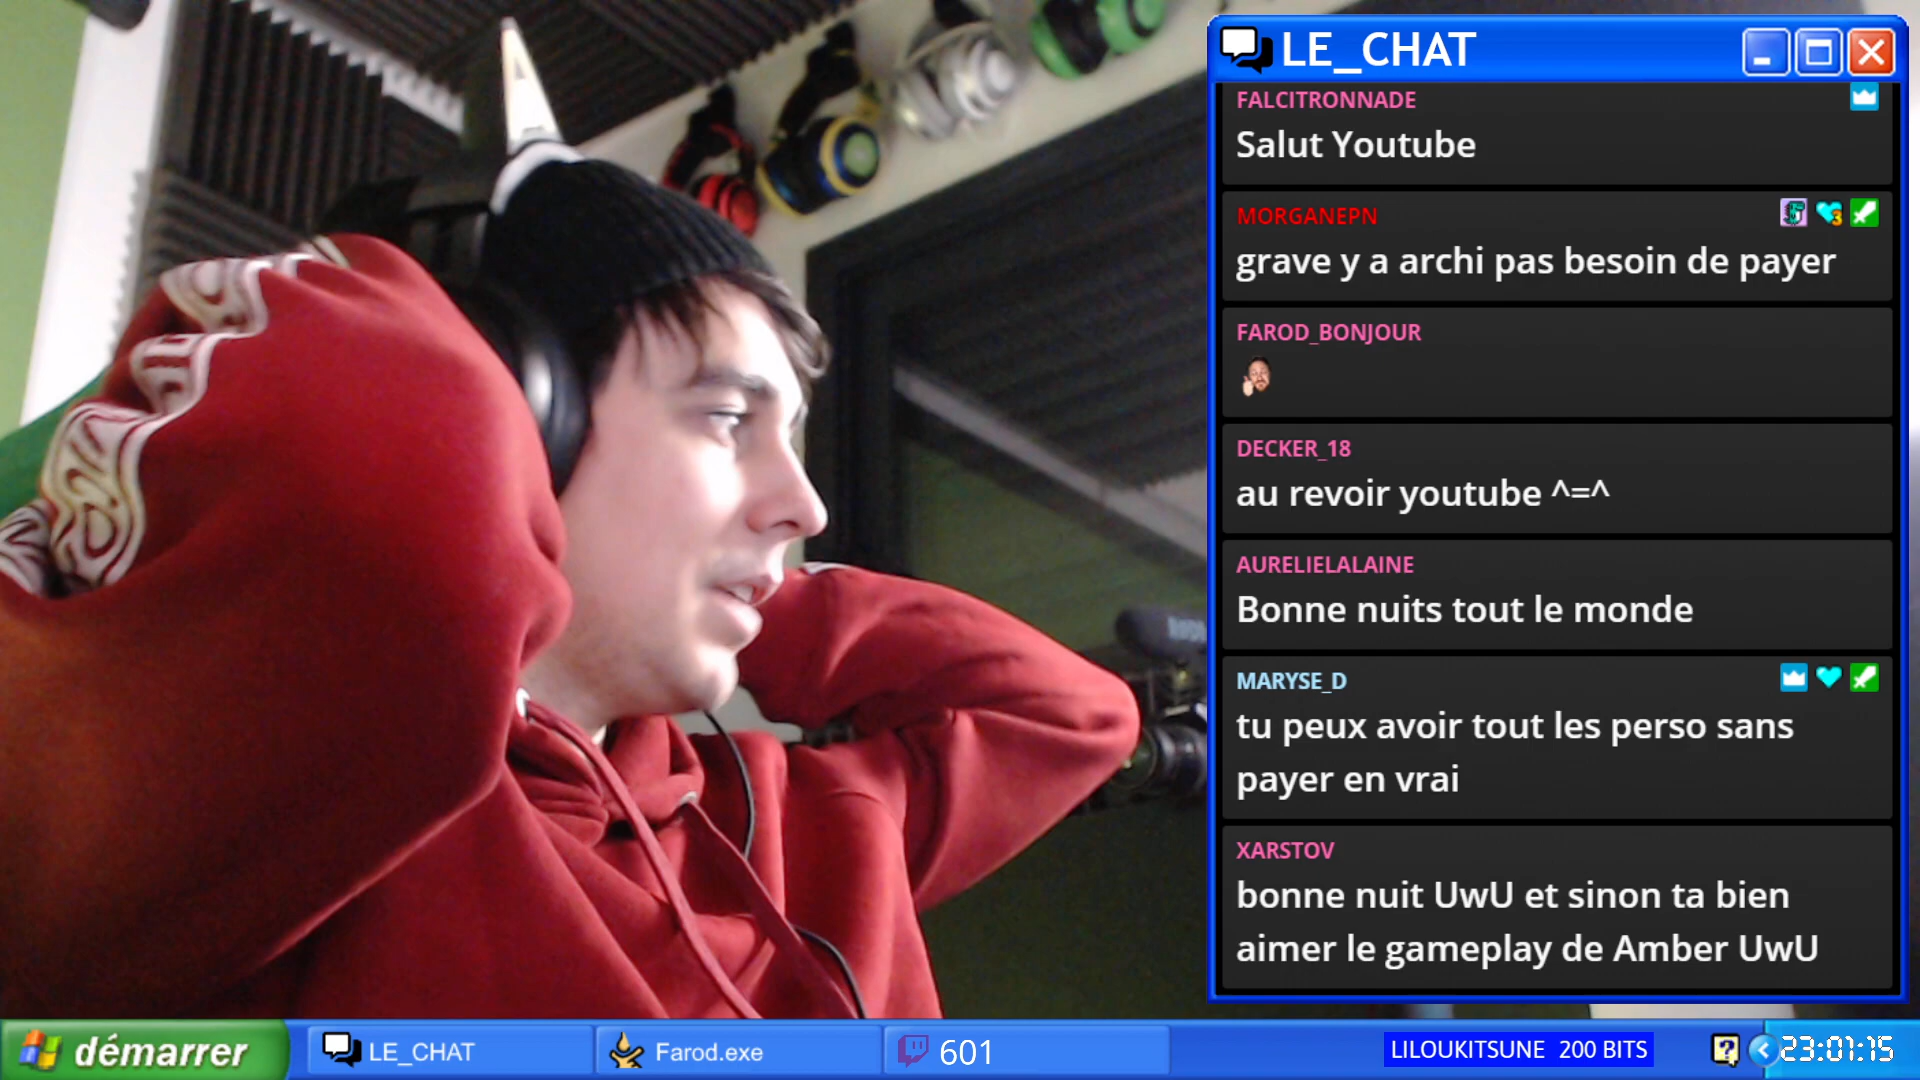 LE_CHAT
FALCITRONNADE
Salut Youtube
MORGANEPN
grave y a archi pas besoin de payer
FAROD_BONJOUR
DECKER_18
au revoir youtube ^=^
AURELIELALAINE
Bonne nuits tout le monde
MARYSE_D
tu peux avoir tout les perso sans
payer en vrai
XARSTOV
bonne nuit UwU et sinon ta bien
aimer le gameplay de Amber UwU
démarrer
LE_CHAT
Farod.exe
601
LILOUKITSUNE 200 BITS
23:01:15